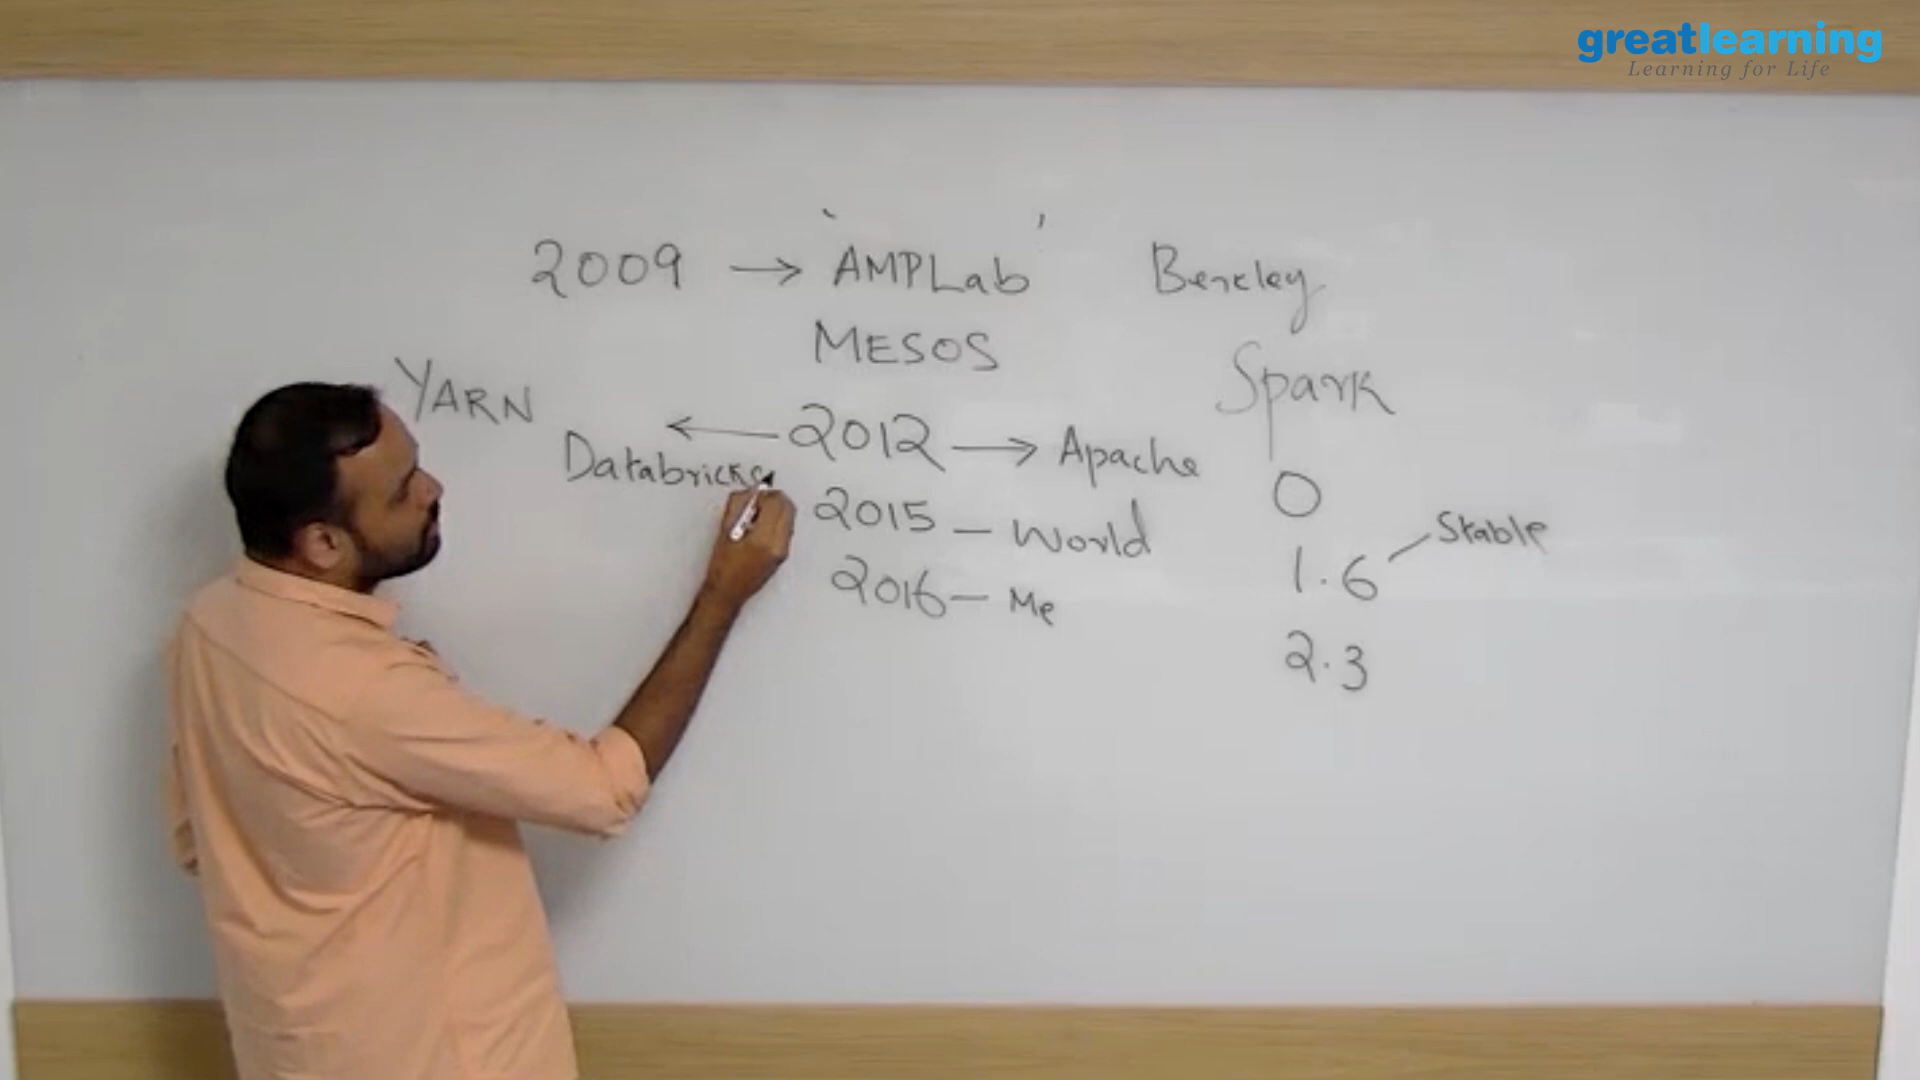 greatlearning
Learning for Life
2009 → 'AMPLab' Bercley
MESOS
YARN
Spark
← 2012 → Apache
Databricks
0
2015 – World
1.6 – Stable
2016 – Me
2.3